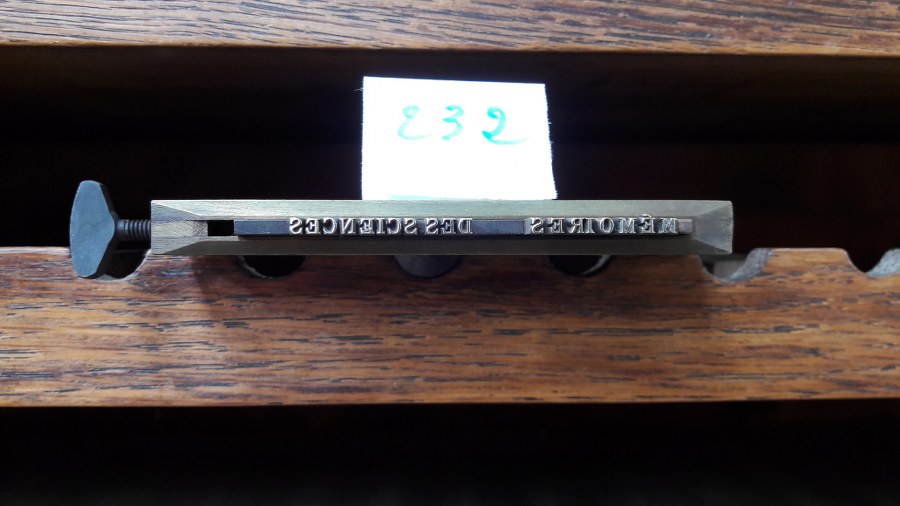 232
MÉMOIRES DES SCIENCES